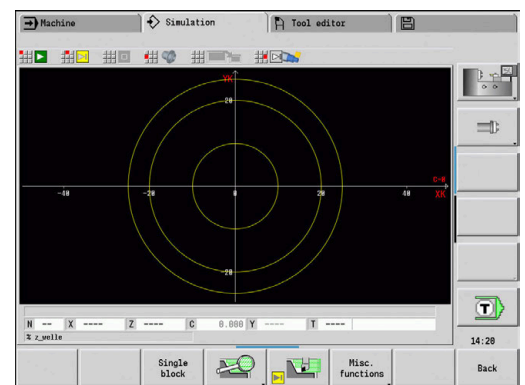 Machine
Simulation
Tool editor
YK
20
G-N
-40
-20
0
20
40
XK
-20
N -- X ---- Z ---- C 0.000 Y ---- T ----
% z_welle
T
14:20
Single block
Misc. functions
Back